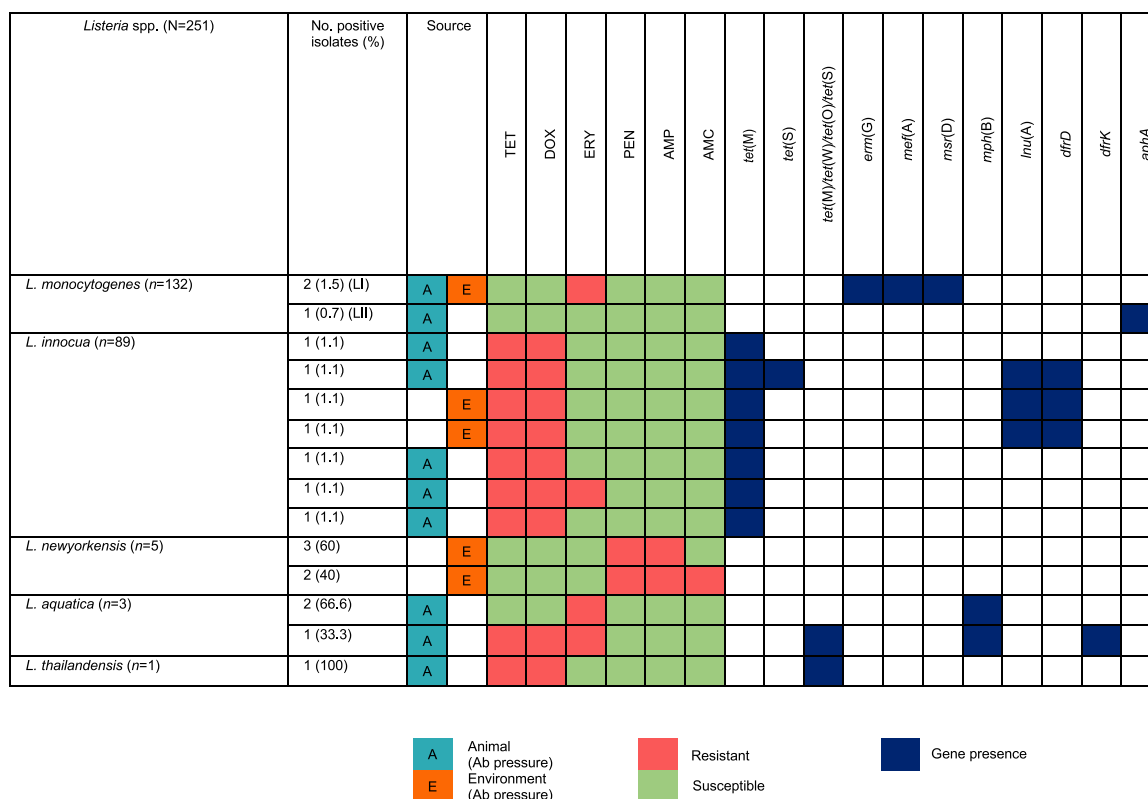 Listeria spp. (N=251)
No. positive
isolates (%)
Source
TET
DOX
ERY
PEN
AMP
AMC
tet(M)
tet(S)
tet(M)/tet(W)/tet(O)/tet(S)
erm(G)
mef(A)
msr(D)
mph(B)
lnu(A)
dfrD
dfrK
aphA
L. monocytogenes (n=132)
2 (1.5) (LI)
A
E
1 (0.7) (LII)
A
L. innocua (n=89)
1 (1.1)
A
1 (1.1)
A
1 (1.1)
E
1 (1.1)
E
1 (1.1)
A
1 (1.1)
A
1 (1.1)
A
L. newyorkensis (n=5)
3 (60)
E
2 (40)
E
L. aquatica (n=3)
2 (66.6)
A
1 (33.3)
A
L. thailandensis (n=1)
1 (100)
A
A
Animal
(Ab pressure)
E
Environment
(Ab pressure)
Resistant
Susceptible
Gene presence